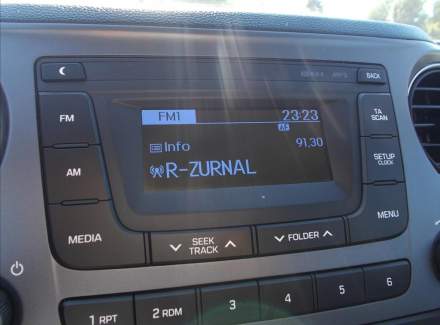 BACK
FM
FM1 23:23
AF
TA
SCAN
Info 91,30
R-ZURNAL
AM
SETUP
CLOCK
MEDIA
SEEK
TRACK
FOLDER
MENU
1 RPT 2 RDM 3 4 5 6